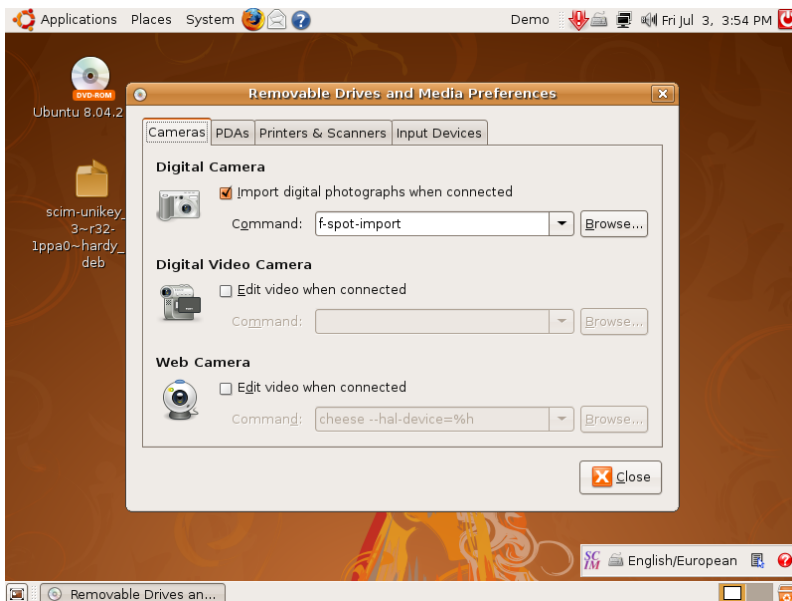 Applications Places System Demo Fri Jul 3, 3:54 PM
DVD-ROM
Ubuntu 8.04.2
scim-unikey_
3~r32-
1ppa0~hardy_
deb
Removable Drives and Media Preferences
Cameras PDAs Printers & Scanners Input Devices
Digital Camera
Import digital photographs when connected
Command: f-spot-import Browse...
Digital Video Camera
Edit video when connected
Command: Browse...
Web Camera
Edit video when connected
Command: cheese --hal-device=%h Browse...
Close
SCIM English/European
Removable Drives an...